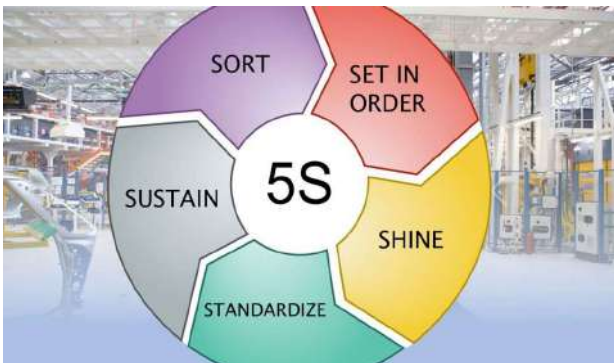 SORT
SET IN
ORDER
5S
SUSTAIN
SHINE
STANDARDIZE